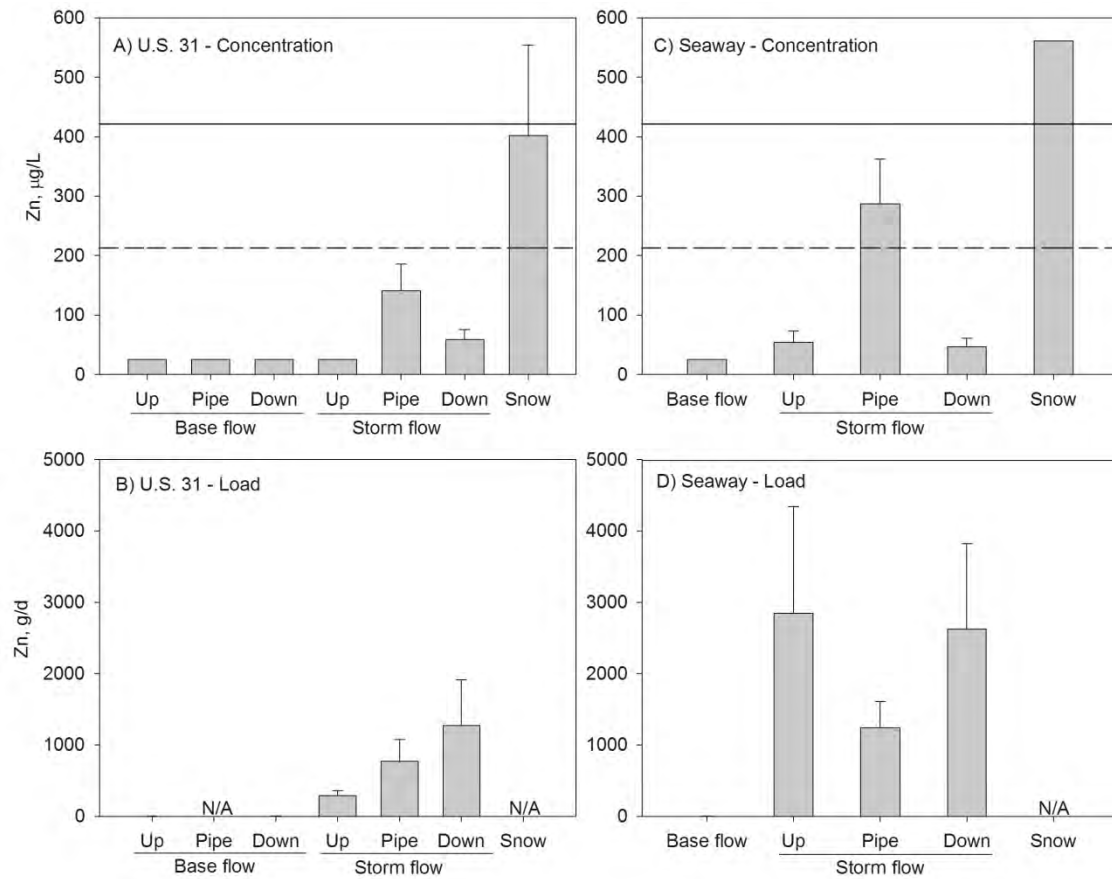 A) U.S. 31 - Concentration
Zn, µg/L
600
500
400
300
200
100
0
Up Pipe Down Up Pipe Down Snow
Base flow Storm flow
C) Seaway - Concentration
600
500
400
300
200
100
0
Base flow Up Pipe Down Snow
Storm flow
B) U.S. 31 - Load
Zn, g/d
5000
4000
3000
2000
1000
0
N/A N/A
Up Pipe Down Up Pipe Down Snow
Base flow Storm flow
D) Seaway - Load
5000
4000
3000
2000
1000
0
N/A
Base flow Up Pipe Down Snow
Storm flow